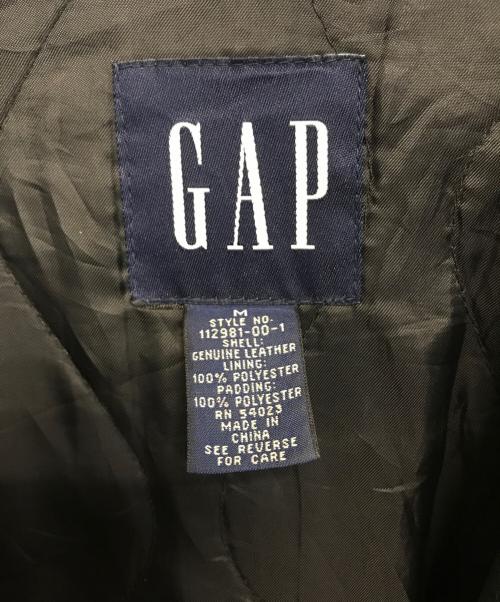 GAP
M
STYLE NO.
112981-00-1
SHELL:
GENUINE LEATHER
LINING:
100% POLYESTER
PADDING:
100% POLYESTER
RN 54023
MADE IN
CHINA
SEE REVERSE
FOR CARE